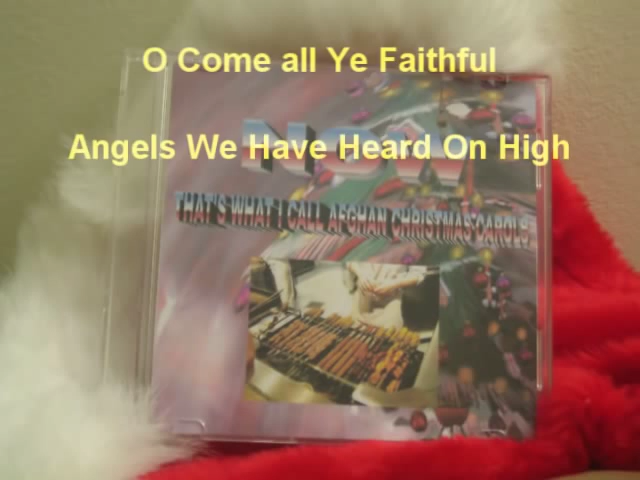 O Come all Ye Faithful
Angels We Have Heard On High
NOW
THAT'S WHAT I CALL AFGHAN CHRISTMAS CAROLS